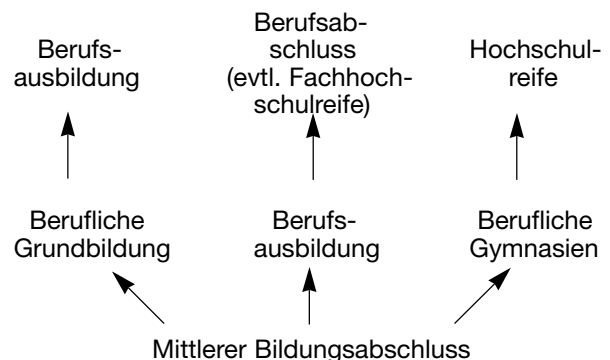 Berufs-
ausbildung
Berufsab-
schluss
(evtl. Fachhoch-
schulreife)
Hochschul-
reife
Berufliche
Grundbildung
Berufs-
ausbildung
Berufliche
Gymnasien
Mittlerer Bildungsabschluss